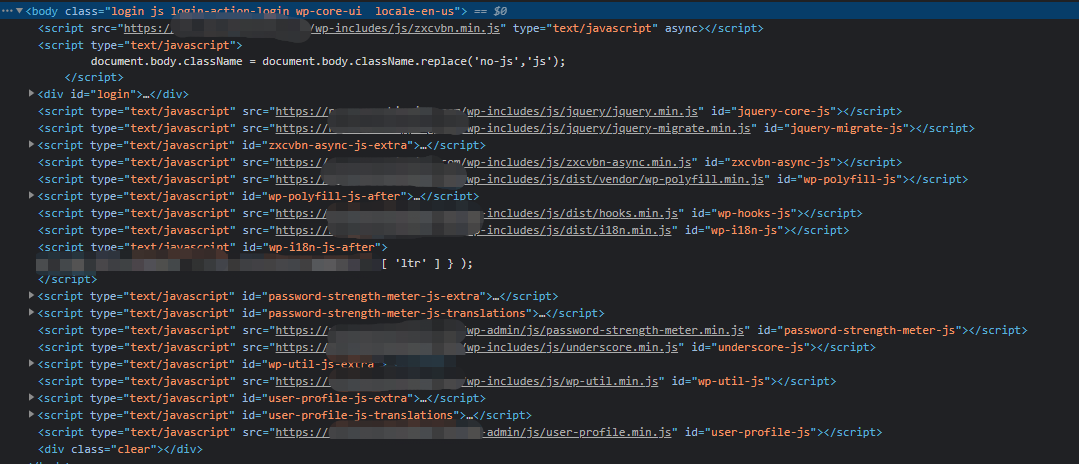 <body class="login js login-action-login wp-core-ui locale-en-us"> == $0
<script src="https:/ /wp-includes/js/zxcvbn.min.js" type="text/javascript" async></script>
<script type="text/javascript">
document.body.className = document.body.className.replace('no-js','js');
</script>
<div id="login">…</div>
<script type="text/javascript" src="https:// /wp-includes/js/jquery/jquery.min.js" id="jquery-core-js"></script>
<script type="text/javascript" src="https:// /wp-includes/js/jquery/jquery-migrate.min.js" id="jquery-migrate-js"></script>
<script type="text/javascript" id="zxcvbn-async-js-extra">…</script>
<script type="text/javascript" src="https:// com/wp-includes/js/zxcvbn-async.min.js" id="zxcvbn-async-js"></script>
<script type="text/javascript" src="https:// /wp-includes/js/dist/vendor/wp-polyfill.min.js" id="wp-polyfill-js"></script>
<script type="text/javascript" id="wp-polyfill-js-after">…</script>
<script type="text/javascript" src="https:// -includes/js/dist/hooks.min.js" id="wp-hooks-js"></script>
<script type="text/javascript" src="https:// -includes/js/dist/i18n.min.js" id="wp-i18n-js"></script>
<script type="text/javascript" id="wp-i18n-js-after">
[ 'ltr' ] } );
</script>
<script type="text/javascript" id="password-strength-meter-js-extra">…</script>
<script type="text/javascript" id="password-strength-meter-js-translations">…</script>
<script type="text/javascript" src="https:// /wp-admin/js/password-strength-meter.min.js" id="password-strength-meter-js"></script>
<script type="text/javascript" src="https:// /wp-includes/js/underscore.min.js" id="underscore-js"></script>
<script type="text/javascript" id="wp-util-js-extra">
<script type="text/javascript" src="https:// /wp-includes/js/wp-util.min.js" id="wp-util-js"></script>
<script type="text/javascript" id="user-profile-js-extra">…</script>
<script type="text/javascript" id="user-profile-js-translations">…</script>
<script type="text/javascript" src="https:// -admin/js/user-profile.min.js" id="user-profile-js"></script>
<div class="clear"></div>